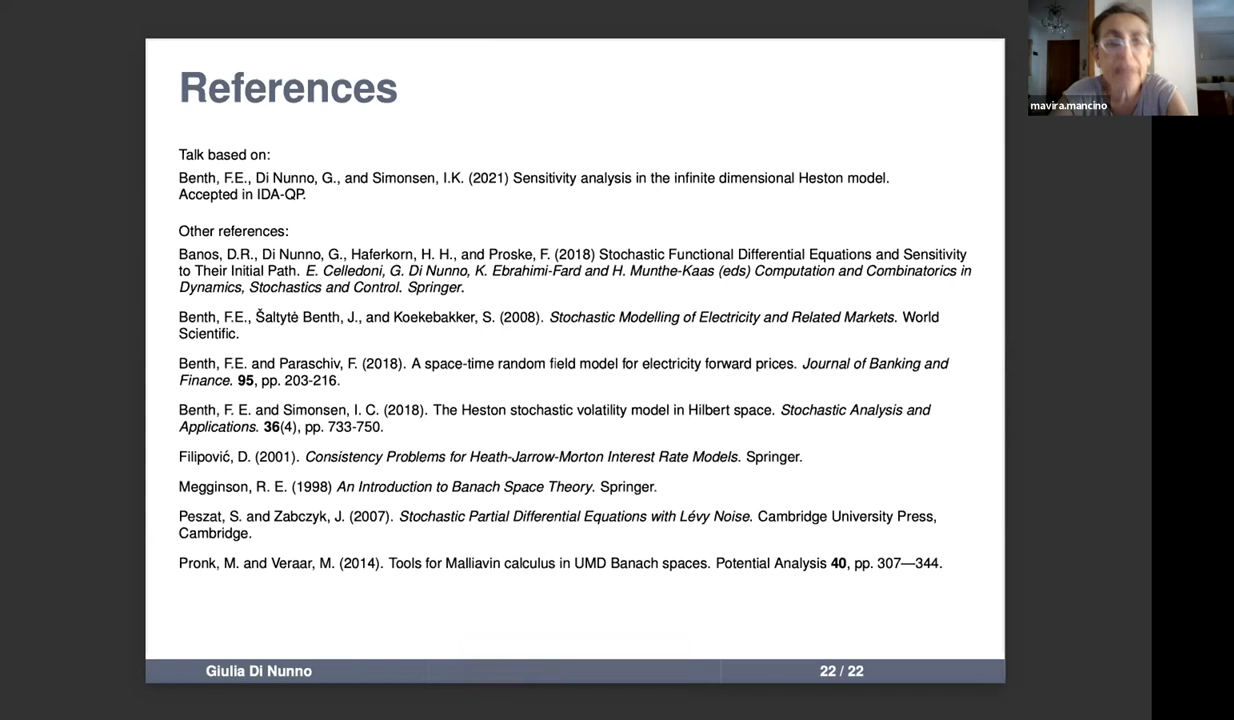 References
mavira.mancino
Talk based on:
Benth, F.E., Di Nunno, G., and Simonsen, I.K. (2021) Sensitivity analysis in the infinite dimensional Heston model.
Accepted in IDA-QP.
Other references:
Banos, D.R., Di Nunno, G., Haferkorn, H. H., and Proske, F. (2018) Stochastic Functional Differential Equations and Sensitivity
to Their Initial Path. E. Celledoni, G. Di Nunno, K. Ebrahimi-Fard and H. Munthe-Kaas (eds) Computation and Combinatorics in
Dynamics, Stochastics and Control. Springer.
Benth, F.E., Šaltytė Benth, J., and Koekebakker, S. (2008). Stochastic Modelling of Electricity and Related Markets. World
Scientific.
Benth, F.E. and Paraschiv, F. (2018). A space-time random field model for electricity forward prices. Journal of Banking and
Finance. 95, pp. 203-216.
Benth, F. E. and Simonsen, I. C. (2018). The Heston stochastic volatility model in Hilbert space. Stochastic Analysis and
Applications. 36(4), pp. 733-750.
Filipović, D. (2001). Consistency Problems for Heath-Jarrow-Morton Interest Rate Models. Springer.
Megginson, R. E. (1998) An Introduction to Banach Space Theory. Springer.
Peszat, S. and Zabczyk, J. (2007). Stochastic Partial Differential Equations with Lévy Noise. Cambridge University Press,
Cambridge.
Pronk, M. and Veraar, M. (2014). Tools for Malliavin calculus in UMD Banach spaces. Potential Analysis 40, pp. 307—344.
Giulia Di Nunno
22 / 22